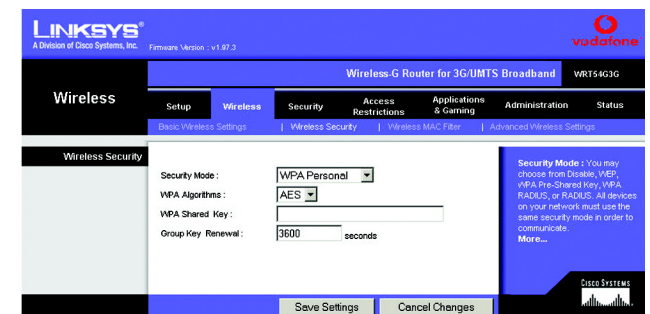 LINKSYS®
A Division of Cisco Systems, Inc.
Firmware Version : v1.97.3
vodafone
Wireless-G Router for 3G/UMTS Broadband WRT54G3G
Wireless
Setup Wireless Security Access Restrictions Applications & Gaming Administration Status
Basic Wireless Settings | Wireless Security | Wireless MAC Filter | Advanced Wireless Settings
Wireless Security
Security Mode : WPA Personal
WPA Algorithms : AES
WPA Shared Key :
Group Key Renewal : 3600 seconds
Security Mode : You may
choose from Disable, WEP,
WPA Pre-Shared Key, WPA
RADIUS, or RADIUS. All devices
on your network must use the
same security mode in order to
communicate.
More...
CISCO SYSTEMS
Save Settings Cancel Changes